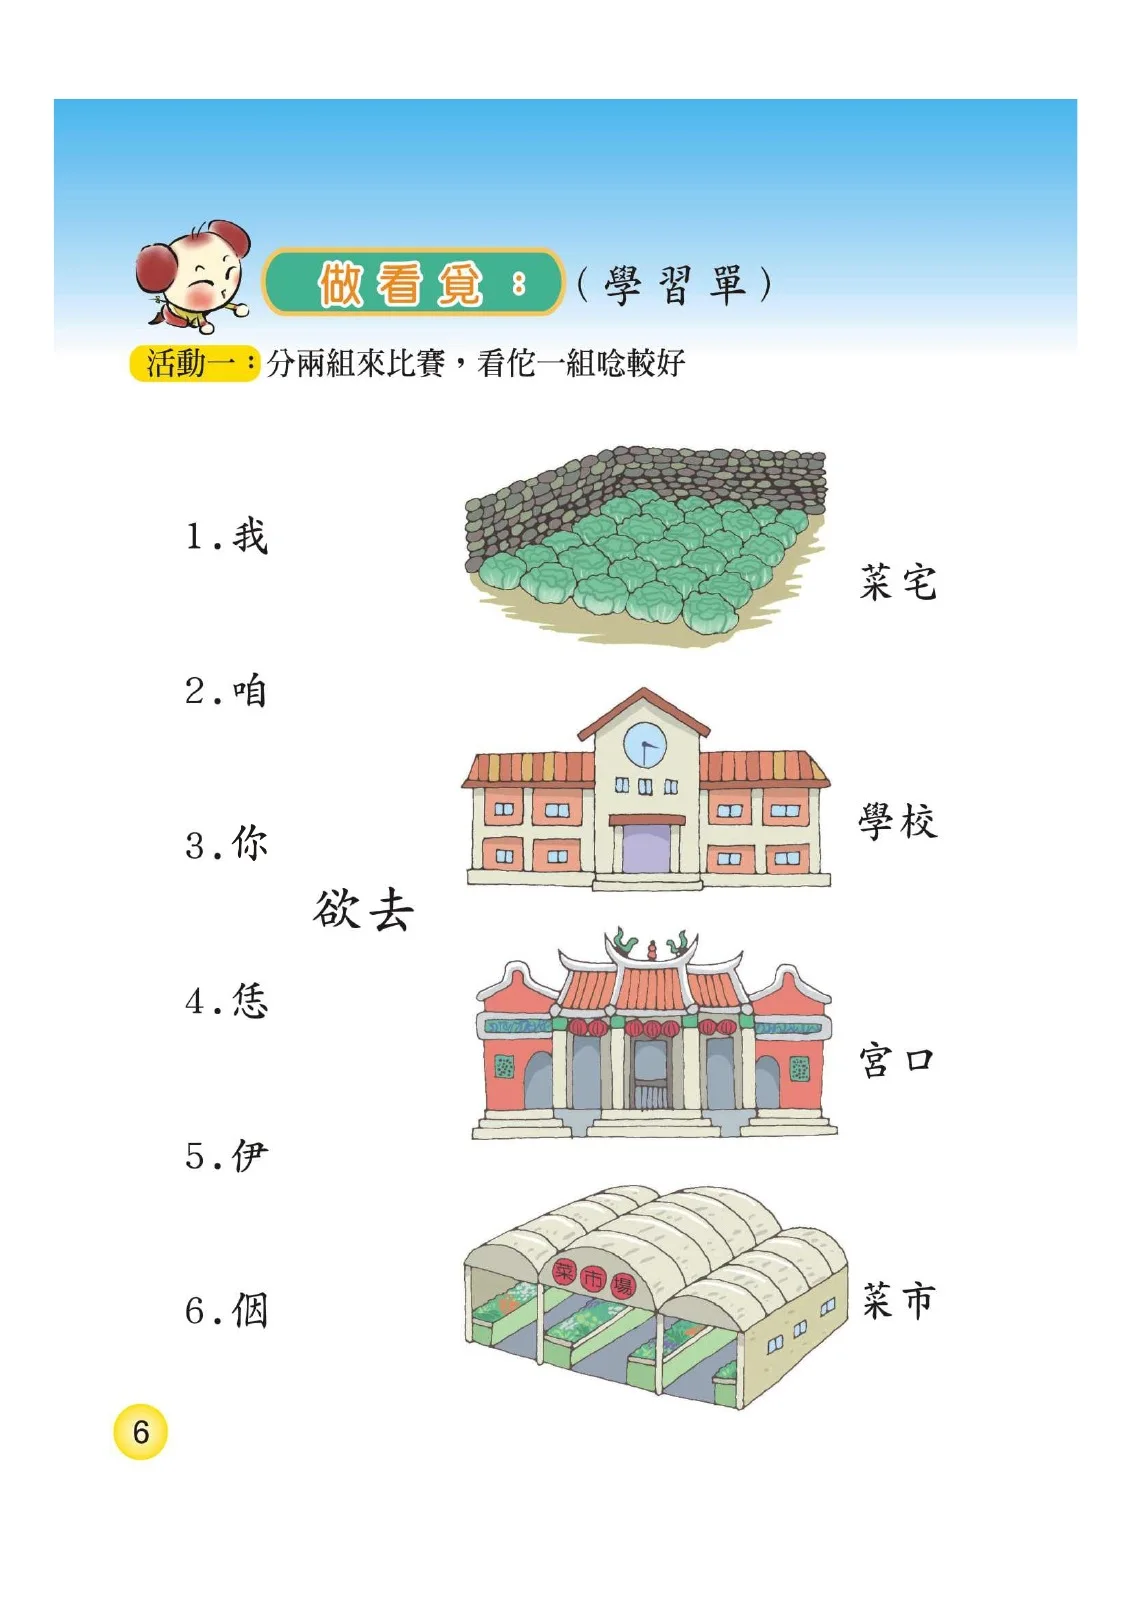 做看覓：（學習單）
活動一：分兩組來比賽，看佗一組唸較好
1.我
菜宅
2.咱
學校
3.你
欲去
4.恁
宮口
5.伊
菜市場
菜市
6.𪜶
6